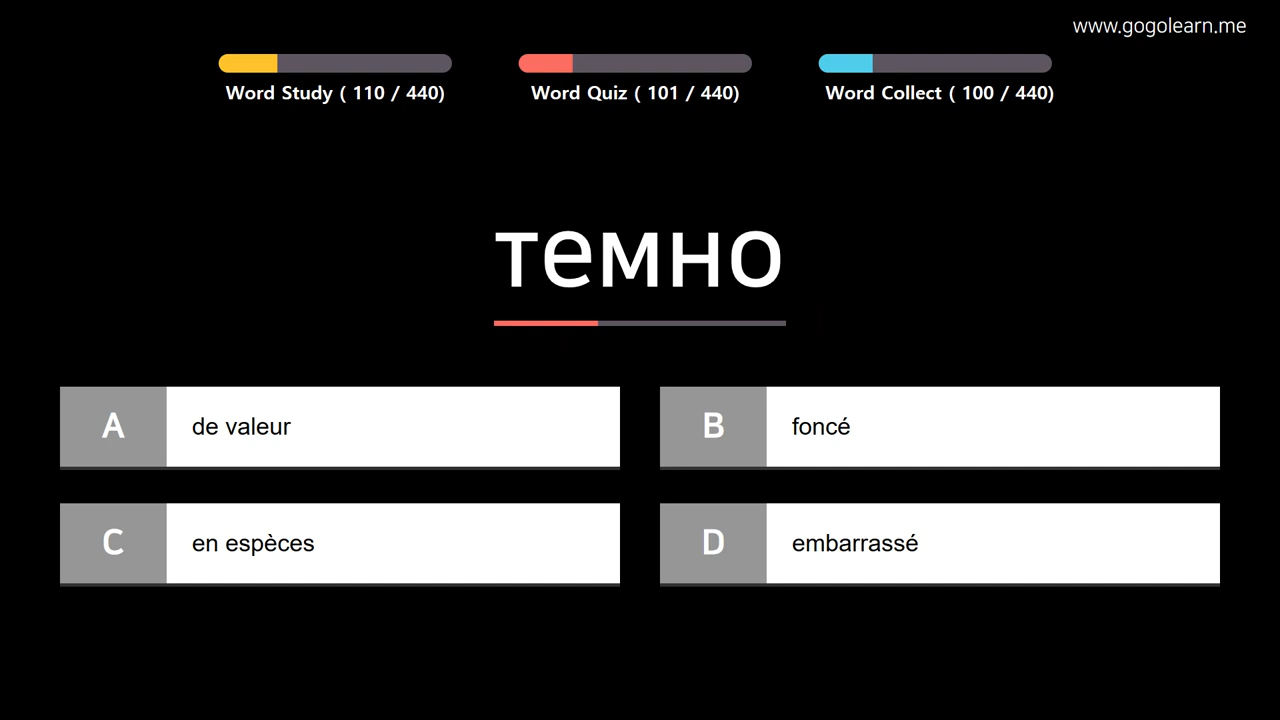 www.gogolearn.me
Word Study ( 110 / 440)
Word Quiz ( 101 / 440)
Word Collect ( 100 / 440)
темно
A
de valeur
B
foncé
C
en espèces
D
embarrassé